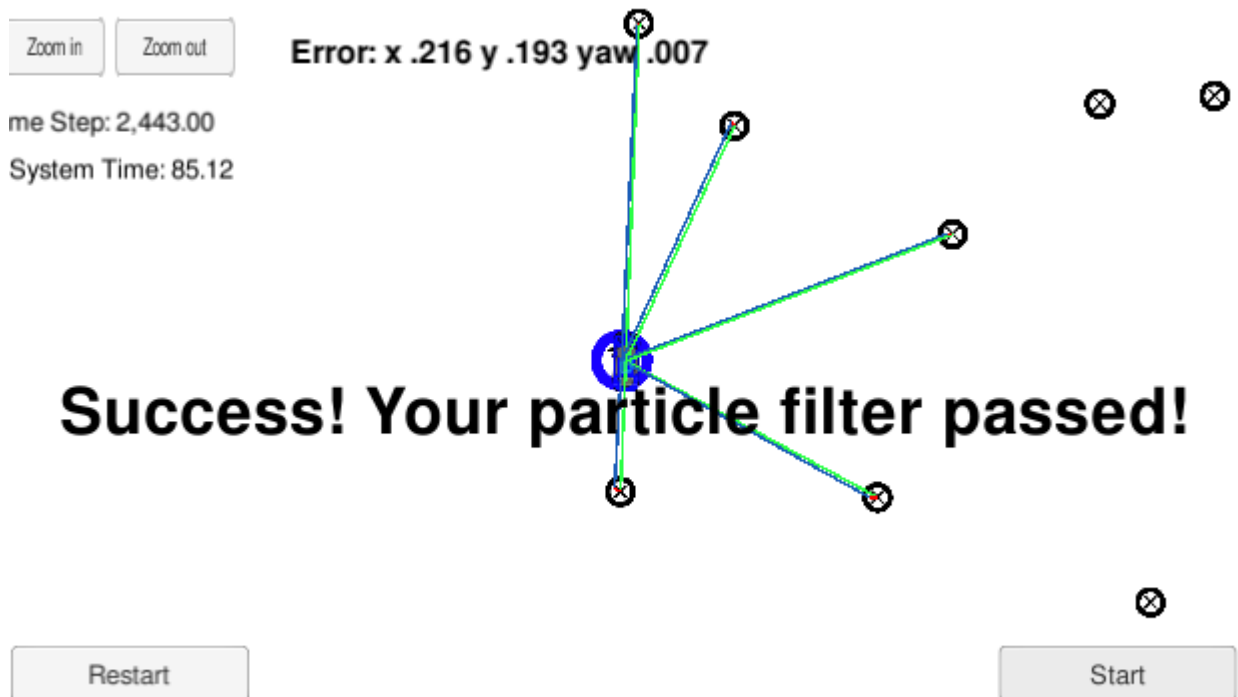 Zoom in
Zoom out
Error: x .216 y .193 yaw .007
me Step: 2,443.00
System Time: 85.12
Success! Your particle filter passed!
Restart
Start